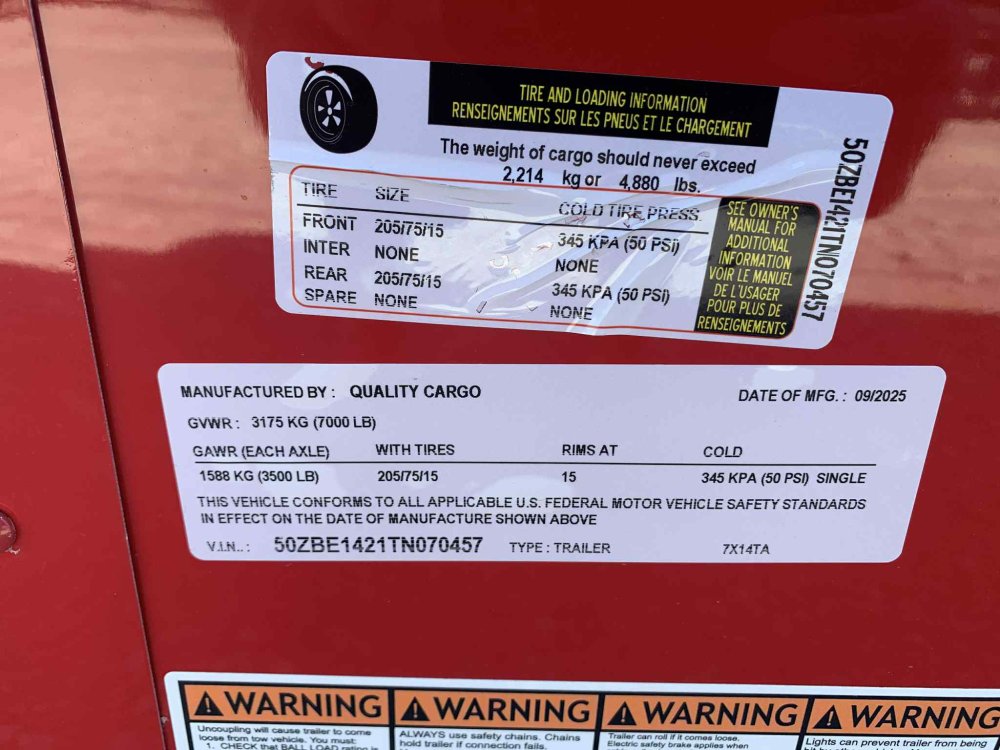 TIRE AND LOADING INFORMATION
RENSEIGNEMENTS SUR LES PNEUS ET LE CHARGEMENT
The weight of cargo should never exceed
2,214 kg or 4,880 lbs.
TIRE SIZE COLD TIRE PRESS.
FRONT 205/75/15 345 KPA (50 PSI)
INTER NONE NONE
REAR 205/75/15 345 KPA (50 PSI)
SPARE NONE NONE
SEE OWNER'S
MANUAL FOR
ADDITIONAL
INFORMATION
VOIR LE MANUEL
DE L'USAGER
POUR PLUS DE
RENSEIGNEMENTS
50ZBE1421TN070457
MANUFACTURED BY : QUALITY CARGO DATE OF MFG. : 09/2025
GVWR : 3175 KG (7000 LB)
GAWR (EACH AXLE) WITH TIRES RIMS AT COLD
1588 KG (3500 LB) 205/75/15 15 345 KPA (50 PSI) SINGLE
THIS VEHICLE CONFORMS TO ALL APPLICABLE U.S. FEDERAL MOTOR VEHICLE SAFETY STANDARDS
IN EFFECT ON THE DATE OF MANUFACTURE SHOWN ABOVE
V.I.N.. : 50ZBE1421TN070457 TYPE : TRAILER 7X14TA
WARNING
Uncoupling will cause trailer to come
loose from tow vehicle. You must:
1. CHECK that BALL LOAD rating is
WARNING
ALWAYS use safety chains. Chains
hold trailer if connection fails.
WARNING
Trailer can roll if it comes loose.
Electric safety brake applies when
WARNING
Lights can prevent trailer from being